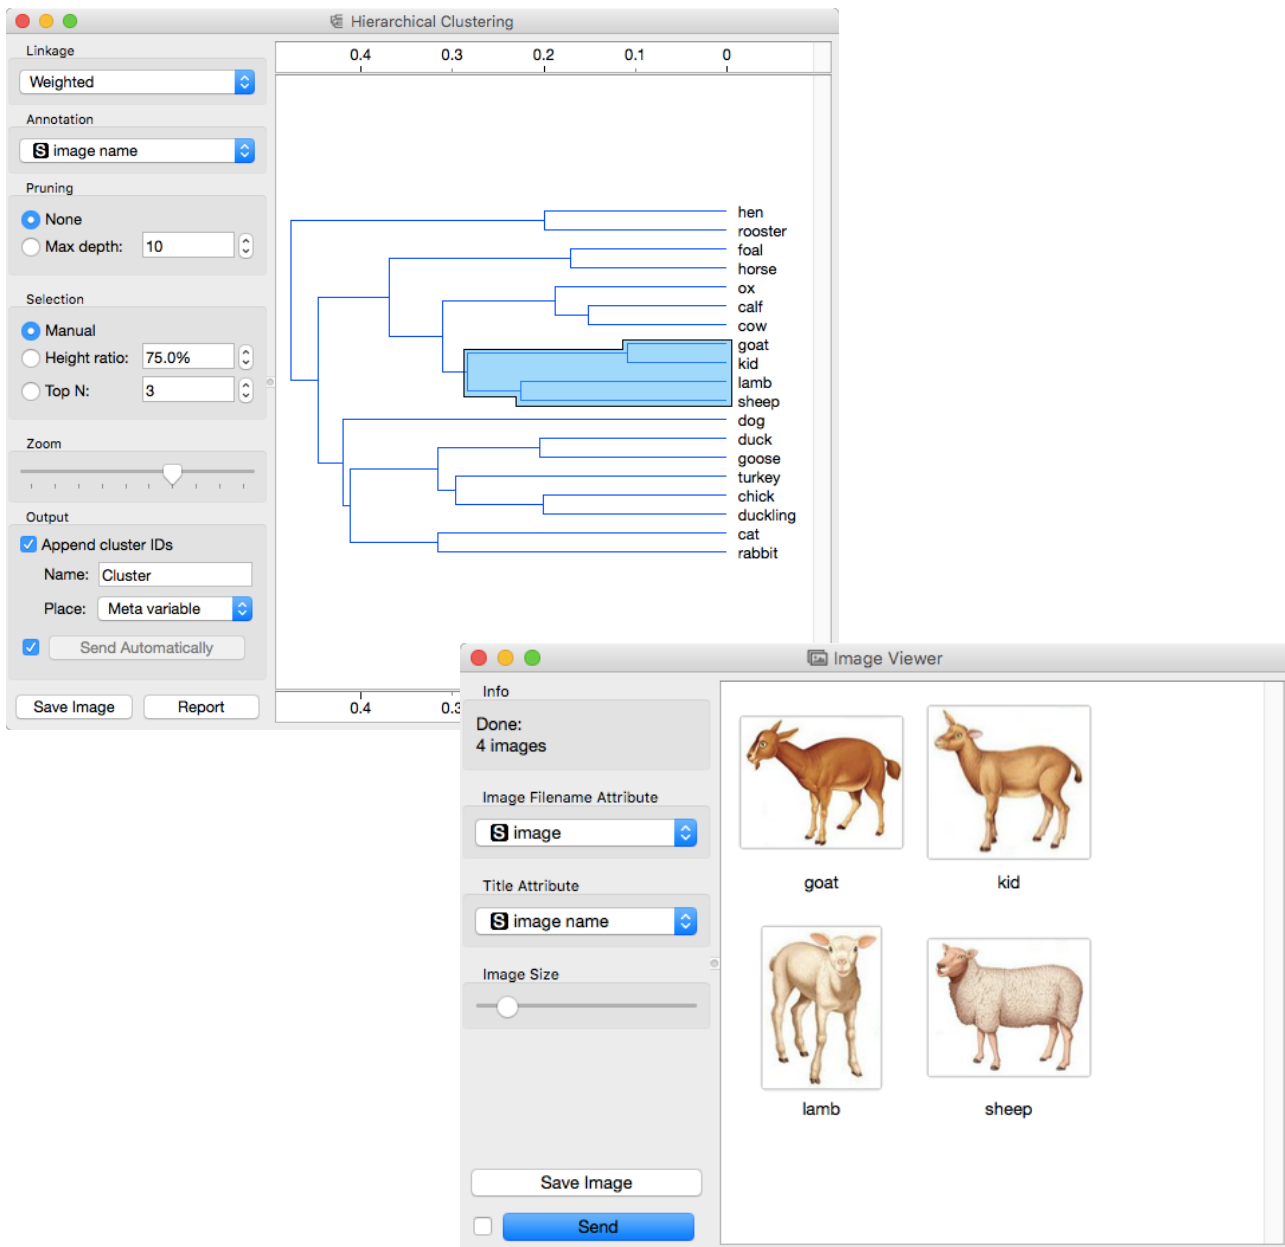 Hierarchical Clustering
Linkage
Weighted
Annotation
S image name
Pruning
None
Max depth: 10
Selection
Manual
Height ratio: 75.0%
Top N: 3
Zoom
Output
Append cluster IDs
Name: Cluster
Place: Meta variable
Send Automatically
Save Image Report
0.4 0.3 0.2 0.1 0
hen
rooster
foal
horse
ox
calf
cow
goat
kid
lamb
sheep
dog
duck
goose
turkey
chick
duckling
cat
rabbit
0.4 0.3
Image Viewer
Info
Done:
4 images
Image Filename Attribute
S image
Title Attribute
S image name
Image Size
Save Image
Send
goat kid
lamb sheep